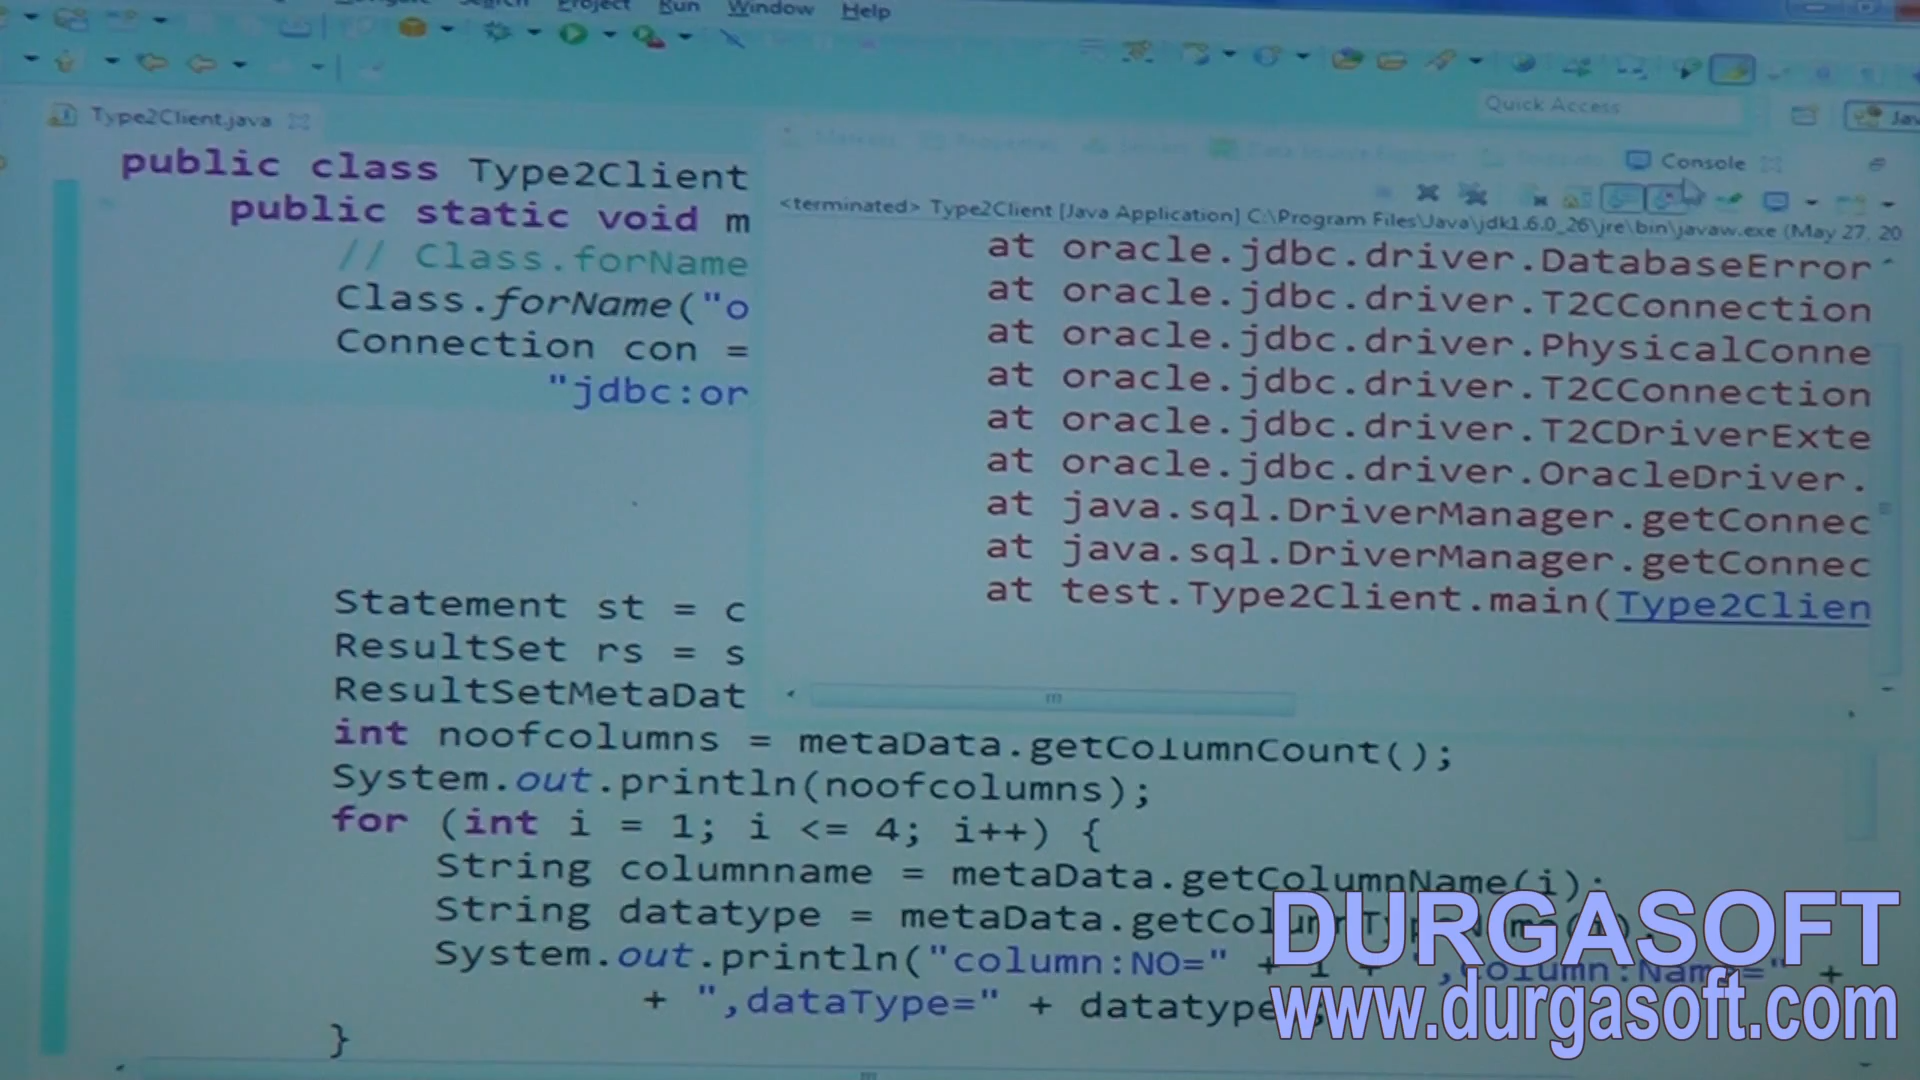 Project Run Window Help
Quick Access
Type2Client.java
Console
<terminated> Type2Client [Java Application] C:\Program Files\Java\jdk1.6.0_26\jre\bin\javaw.exe (May 27, 20
public class Type2Client
public static void m
// Class.forName
Class.forName("o
Connection con =
"jdbc:or
Statement st = c
ResultSet rs = s
ResultSetMetaDat
int noofcolumns = metaData.getColumnCount();
System.out.println(noofcolumns);
for (int i = 1; i <= 4; i++) {
String columnname = metaData.getColumnName(i);
String datatype = metaData.getColumnTypeName(i);
System.out.println("column:NO=" + i + ",column:Name=" +
+ ",dataType=" + datatype);
}
at oracle.jdbc.driver.DatabaseError
at oracle.jdbc.driver.T2CConnection
at oracle.jdbc.driver.PhysicalConne
at oracle.jdbc.driver.T2CConnection
at oracle.jdbc.driver.T2CDriverExte
at oracle.jdbc.driver.OracleDriver.
at java.sql.DriverManager.getConnec
at java.sql.DriverManager.getConnec
at test.Type2Client.main(Type2Clien
DURGASOFT
www.durgasoft.com